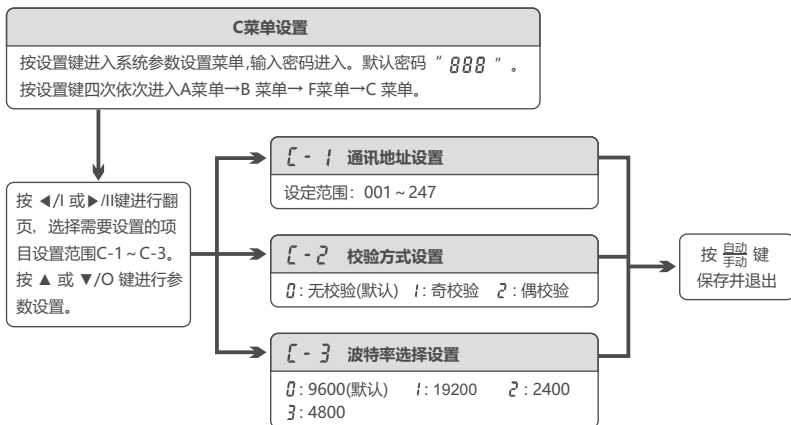 C菜单设置
按设置键进入系统参数设置菜单,输入密码进入。默认密码“ 888 ”。
按设置键四次依次进入A菜单→B 菜单→ F菜单→C 菜单。
按 ◀/I 或▶/II键进行翻
页，选择需要设置的项
目设置范围C-1～C-3。
按 ▲ 或 ▼/O 键进行参
数设置。
C - 1 通讯地址设置
设定范围：001～247
C - 2 校验方式设置
0 : 无校验(默认) 1 : 奇校验 2 : 偶校验
C - 3 波特率选择设置
0 : 9600(默认) 1 : 19200 2 : 2400
3 : 4800
按 自动/手动 键
保存并退出